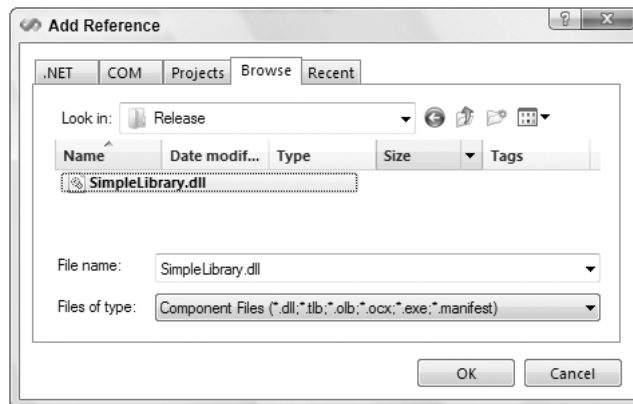 Add Reference
.NET COM Projects Browse Recent
Look in: Release
Name Date modif... Type Size Tags
SimpleLibrary.dll
File name: SimpleLibrary.dll
Files of type: Component Files (*.dll;*.tlb;*.olb;*.ocx;*.exe;*.manifest)
OK Cancel